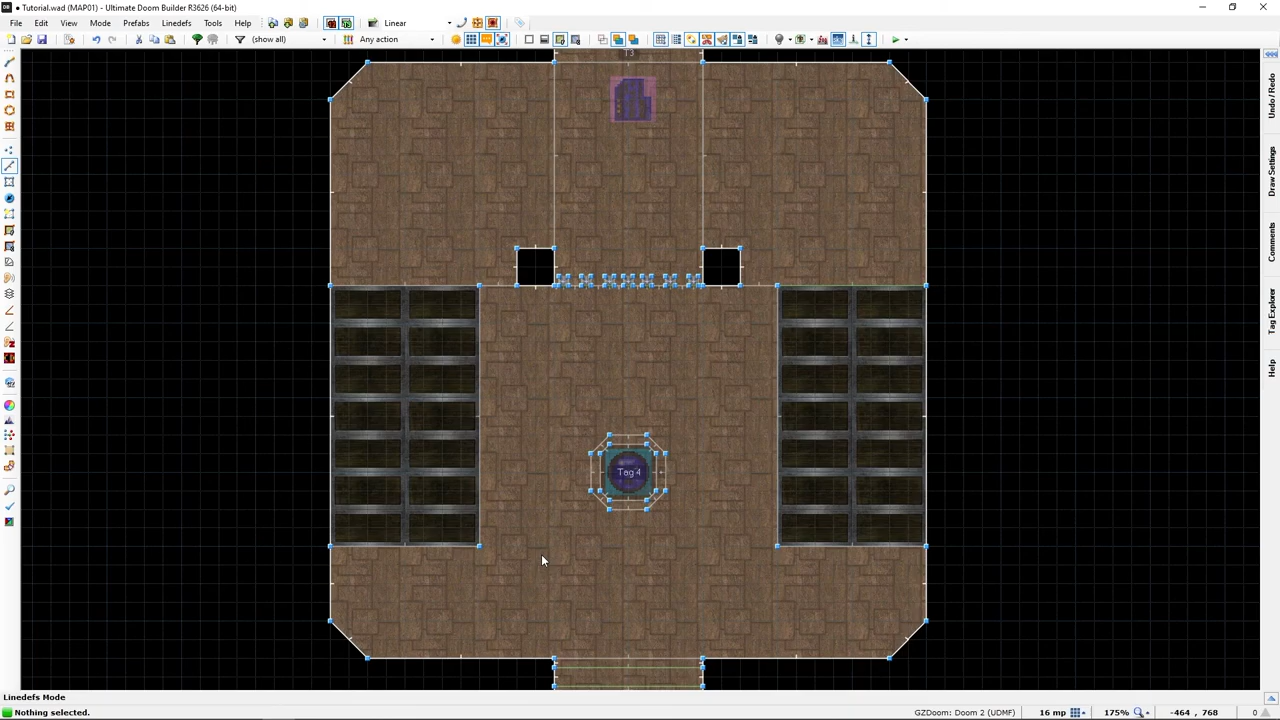 Tutorial.wad (MAP01) - Ultimate Doom Builder R3626 (64-bit)
File Edit View Mode Prefabs Linedefs Tools Help Linear
(show all) Any action
T3
Tag 4
Undo / Redo
Draw Settings
Comments
Tag Explorer
Help
Linedefs Mode
Nothing selected.
GZDoom: Doom 2 (UDMF) 16 mp 175% -464 , 768 0